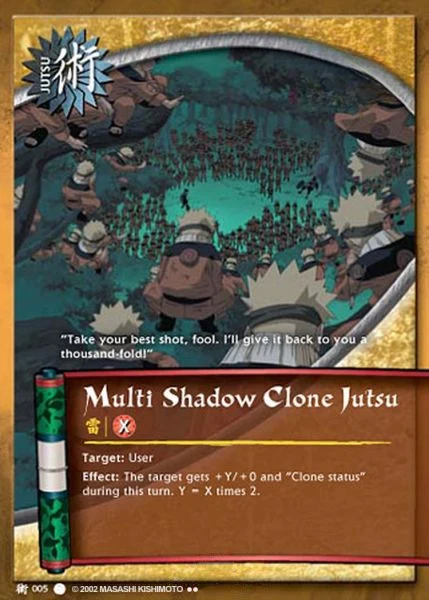 JUTSU
術
"Take your best shot, fool. I'll give it back to you a
thousand-fold!"
Multi Shadow Clone Jutsu
雷 | X
Target: User
Effect: The target gets +Y/+0 and "Clone status"
during this turn. Y = X times 2.
術 005 © 2002 MASASHI KISHIMOTO